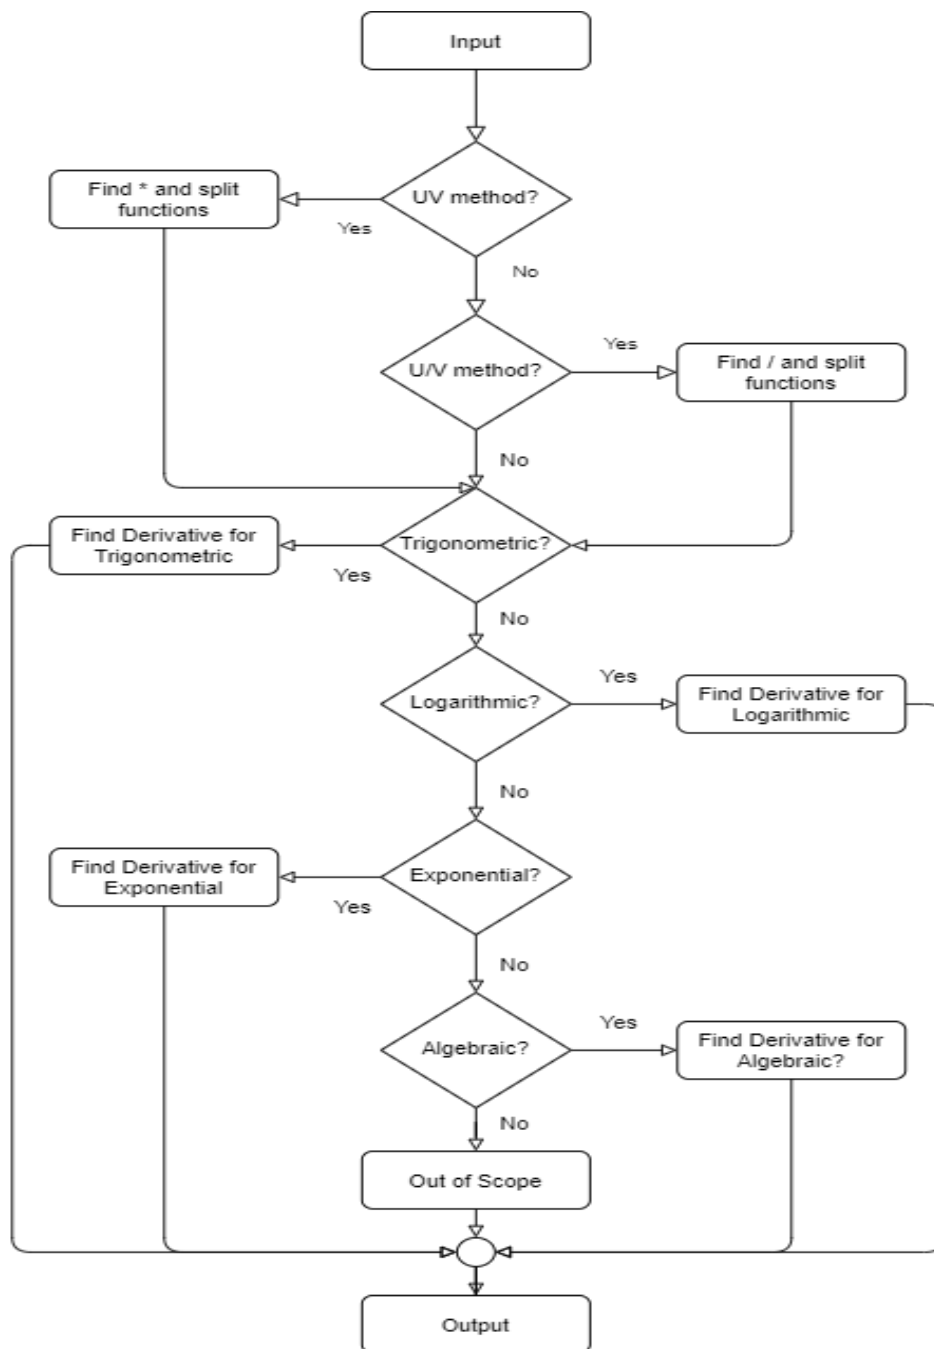 Input
UV method?
Find * and split
functions
Yes
No
U/V method?
Yes
Find / and split
functions
No
Trigonometric?
Find Derivative for
Trigonometric
Yes
No
Logarithmic?
Yes
Find Derivative for
Logarithmic
No
Exponential?
Find Derivative for
Exponential
Yes
No
Algebraic?
Yes
Find Derivative for
Algebraic?
No
Out of Scope
Output